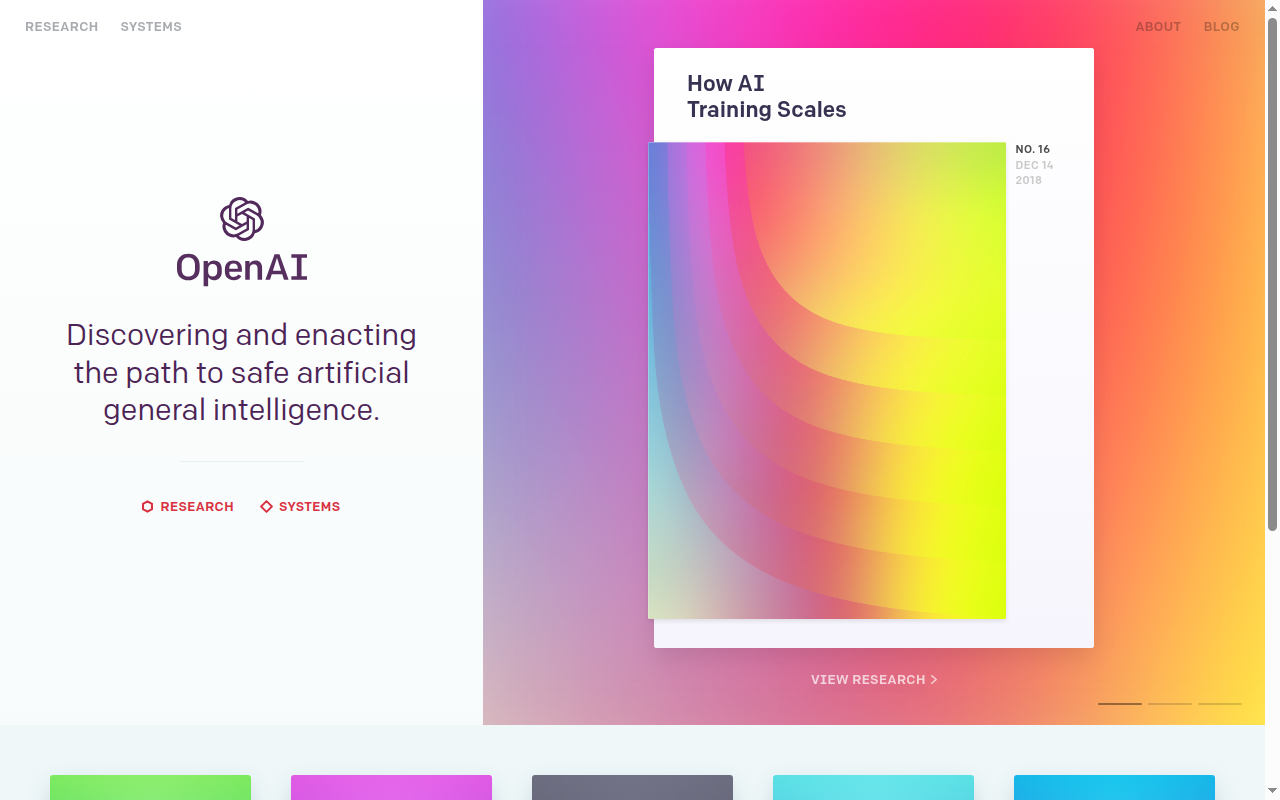 RESEARCH SYSTEMS
ABOUT BLOG
OpenAI
Discovering and enacting
the path to safe artificial
general intelligence.
RESEARCH SYSTEMS
How AI
Training Scales
NO. 16
DEC 14
2018
VIEW RESEARCH >